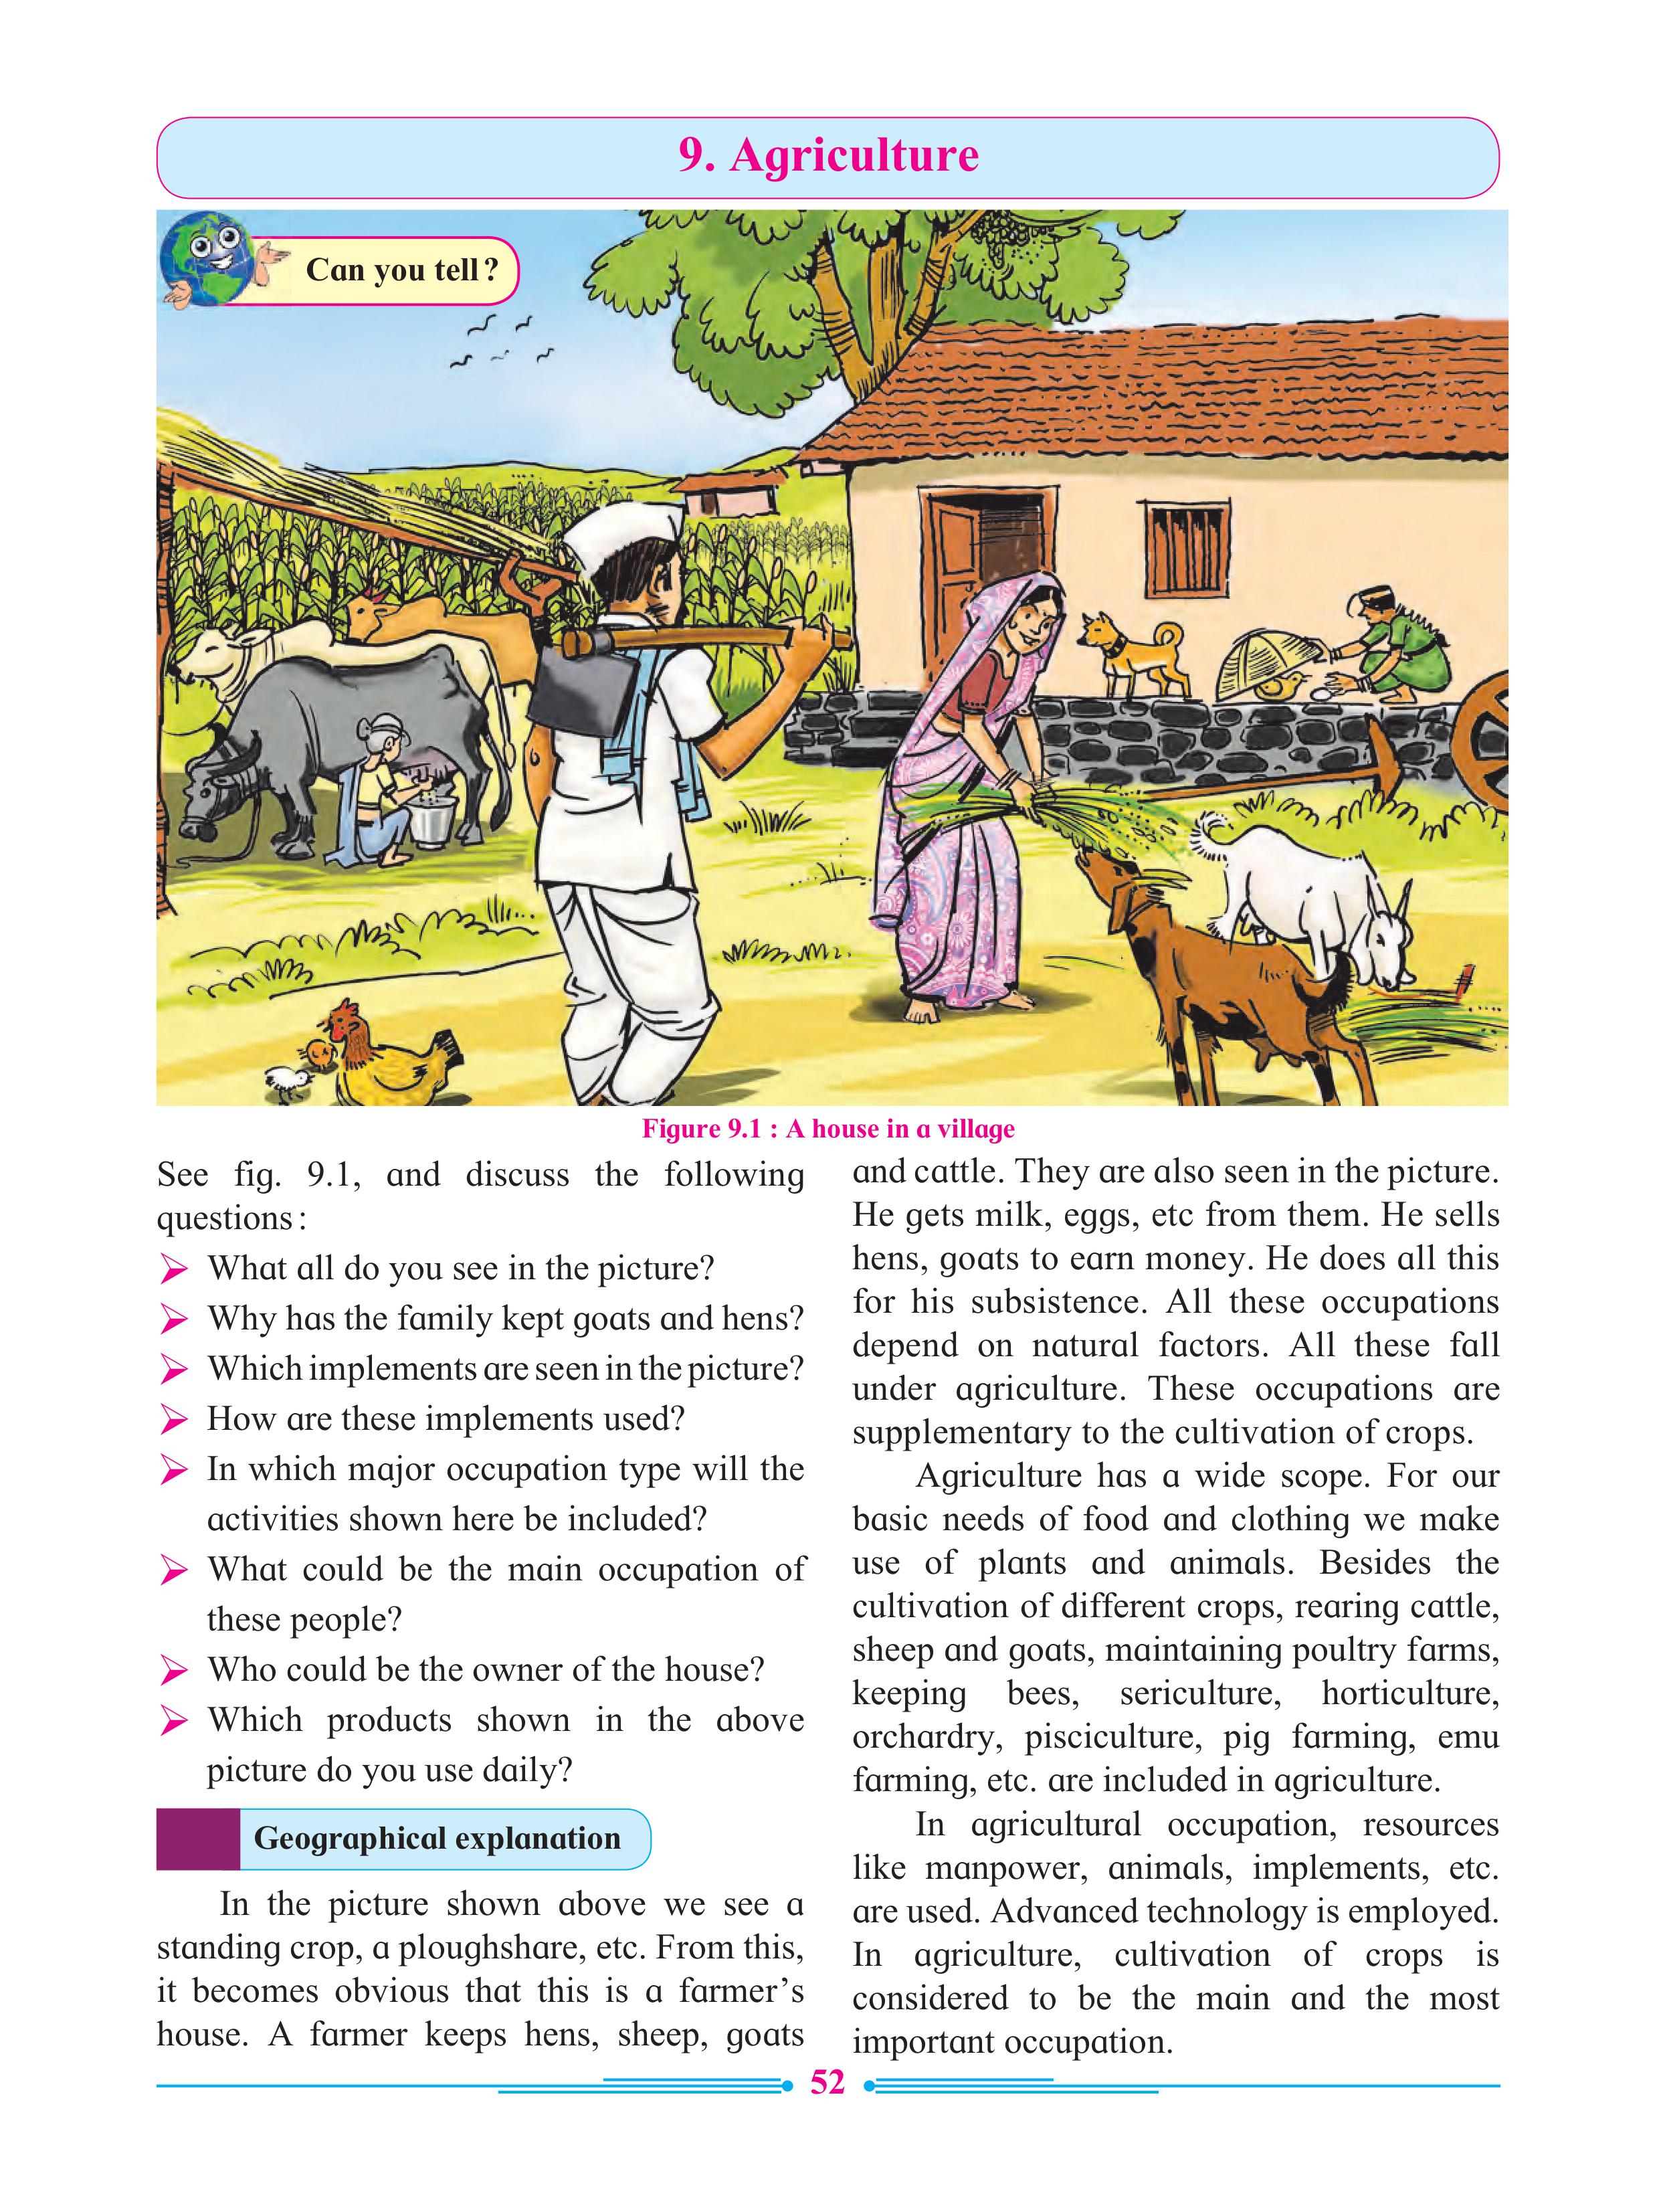 9. Agriculture
Can you tell?
Figure 9.1 : A house in a village
See fig. 9.1, and discuss the following
questions:
What all do you see in the picture?
Why has the family kept goats and hens?
Which implements are seen in the picture?
How are these implements used?
In which major occupation type will the
activities shown here be included?
What could be the main occupation of
these people?
Who could be the owner of the house?
Which products shown in the above
picture do you use daily?
Geographical explanation
In the picture shown above we see a
standing crop, a ploughshare, etc. From this,
it becomes obvious that this is a farmer's
house. A farmer keeps hens, sheep, goats
and cattle. They are also seen in the picture.
He gets milk, eggs, etc from them. He sells
hens, goats to earn money. He does all this
for his subsistence. All these occupations
depend on natural factors. All these fall
under agriculture. These occupations are
supplementary to the cultivation of crops.
Agriculture has a wide scope. For our
basic needs of food and clothing we make
use of plants and animals. Besides the
cultivation of different crops, rearing cattle,
sheep and goats, maintaining poultry farms,
keeping bees, sericulture, horticulture,
orchardry, pisciculture, pig farming, emu
farming, etc. are included in agriculture.
In agricultural occupation, resources
like manpower, animals, implements, etc.
are used. Advanced technology is employed.
In agriculture, cultivation of crops is
considered to be the main and the most
important occupation.
52